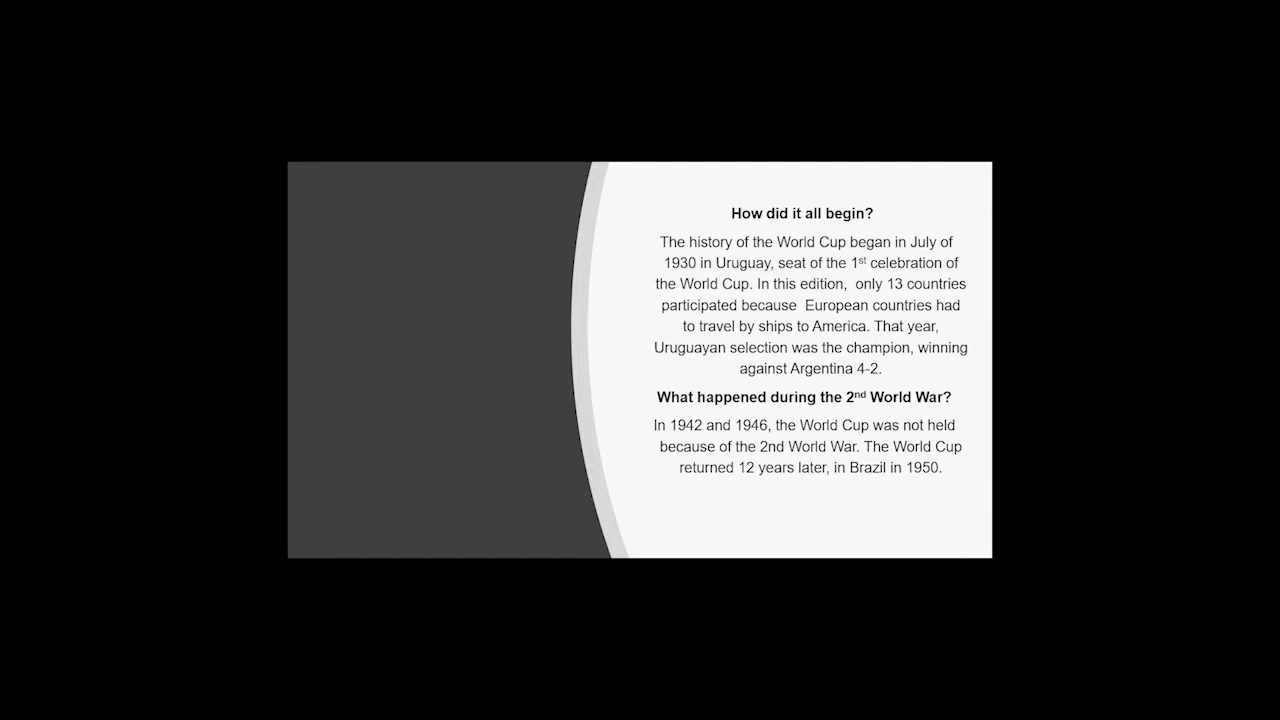 How did it all begin?
The history of the World Cup began in July of
1930 in Uruguay, seat of the 1st celebration of
the World Cup. In this edition, only 13 countries
participated because European countries had
to travel by ships to America. That year,
Uruguayan selection was the champion, winning
against Argentina 4-2.
What happened during the 2nd World War?
In 1942 and 1946, the World Cup was not held
because of the 2nd World War. The World Cup
returned 12 years later, in Brazil in 1950.